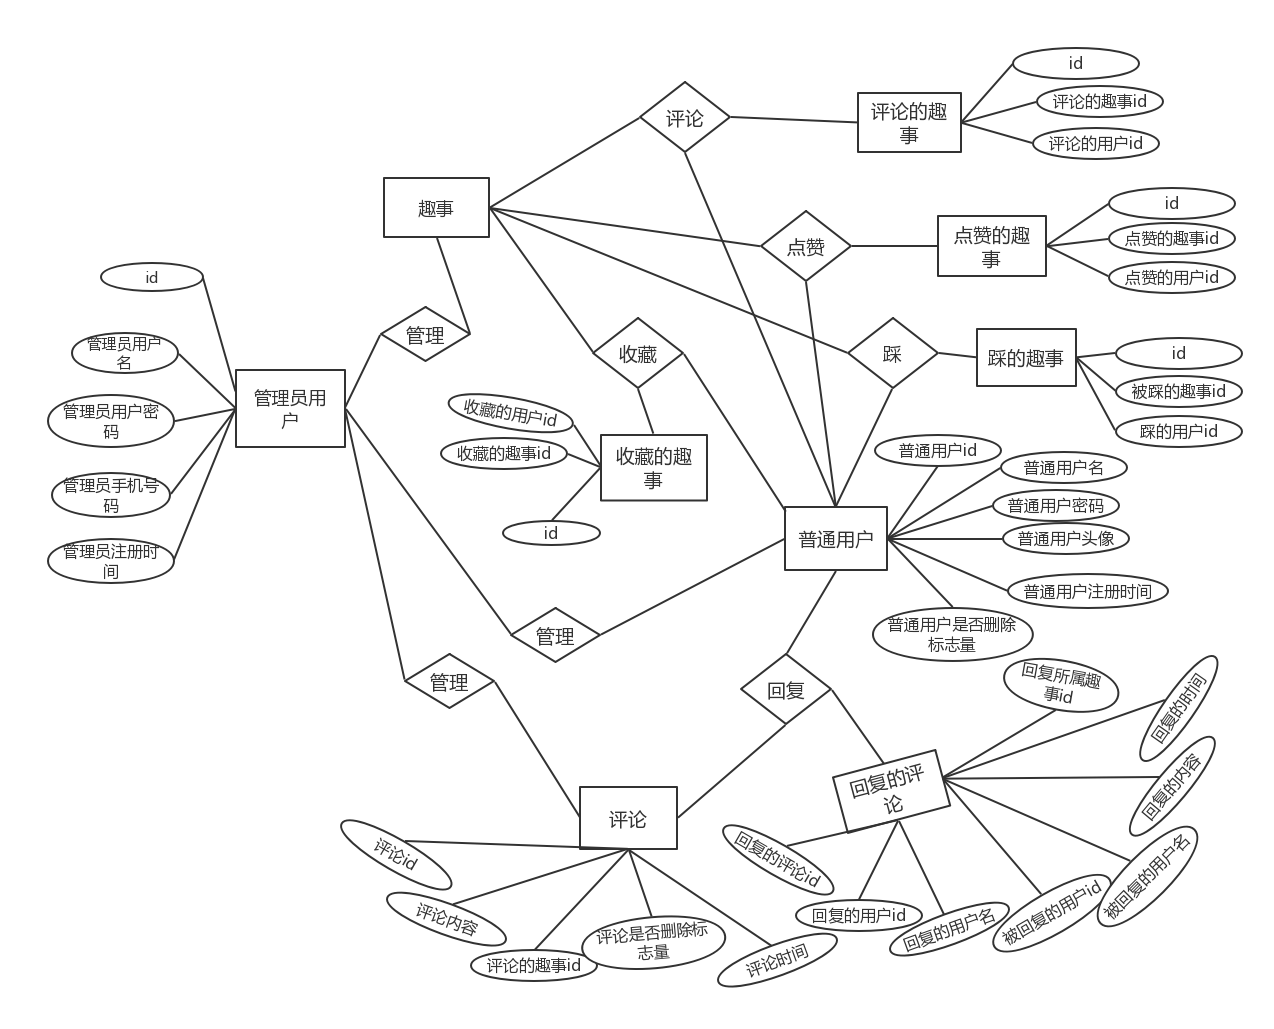 id
评论
评论的趣
事
评论的趣事id
评论的用户id
趣事
id
点赞
点赞的趣
事
点赞的趣事id
点赞的用户id
id
管理
管理员用户
名
收藏
踩
踩的趣事
id
被踩的趣事id
踩的用户id
管理员用
户
管理员用户密
码
收藏的用户id
收藏的趣事id
收藏的趣
事
id
普通用户id
普通用户名
普通用户密码
普通用户头像
普通用户
管理员手机号
码
管理员注册时
间
普通用户注册时间
普通用户是否删除
标志量
管理
管理
回复
回复所属趣
事id
回复的时间
回复的内容
回复的评
论
评论
评论id
回复的评论id
被回复的用户名
评论内容
回复的用户id
回复的用户名
被回复的用户id
评论的趣事id
评论是否删除标
志量
评论时间